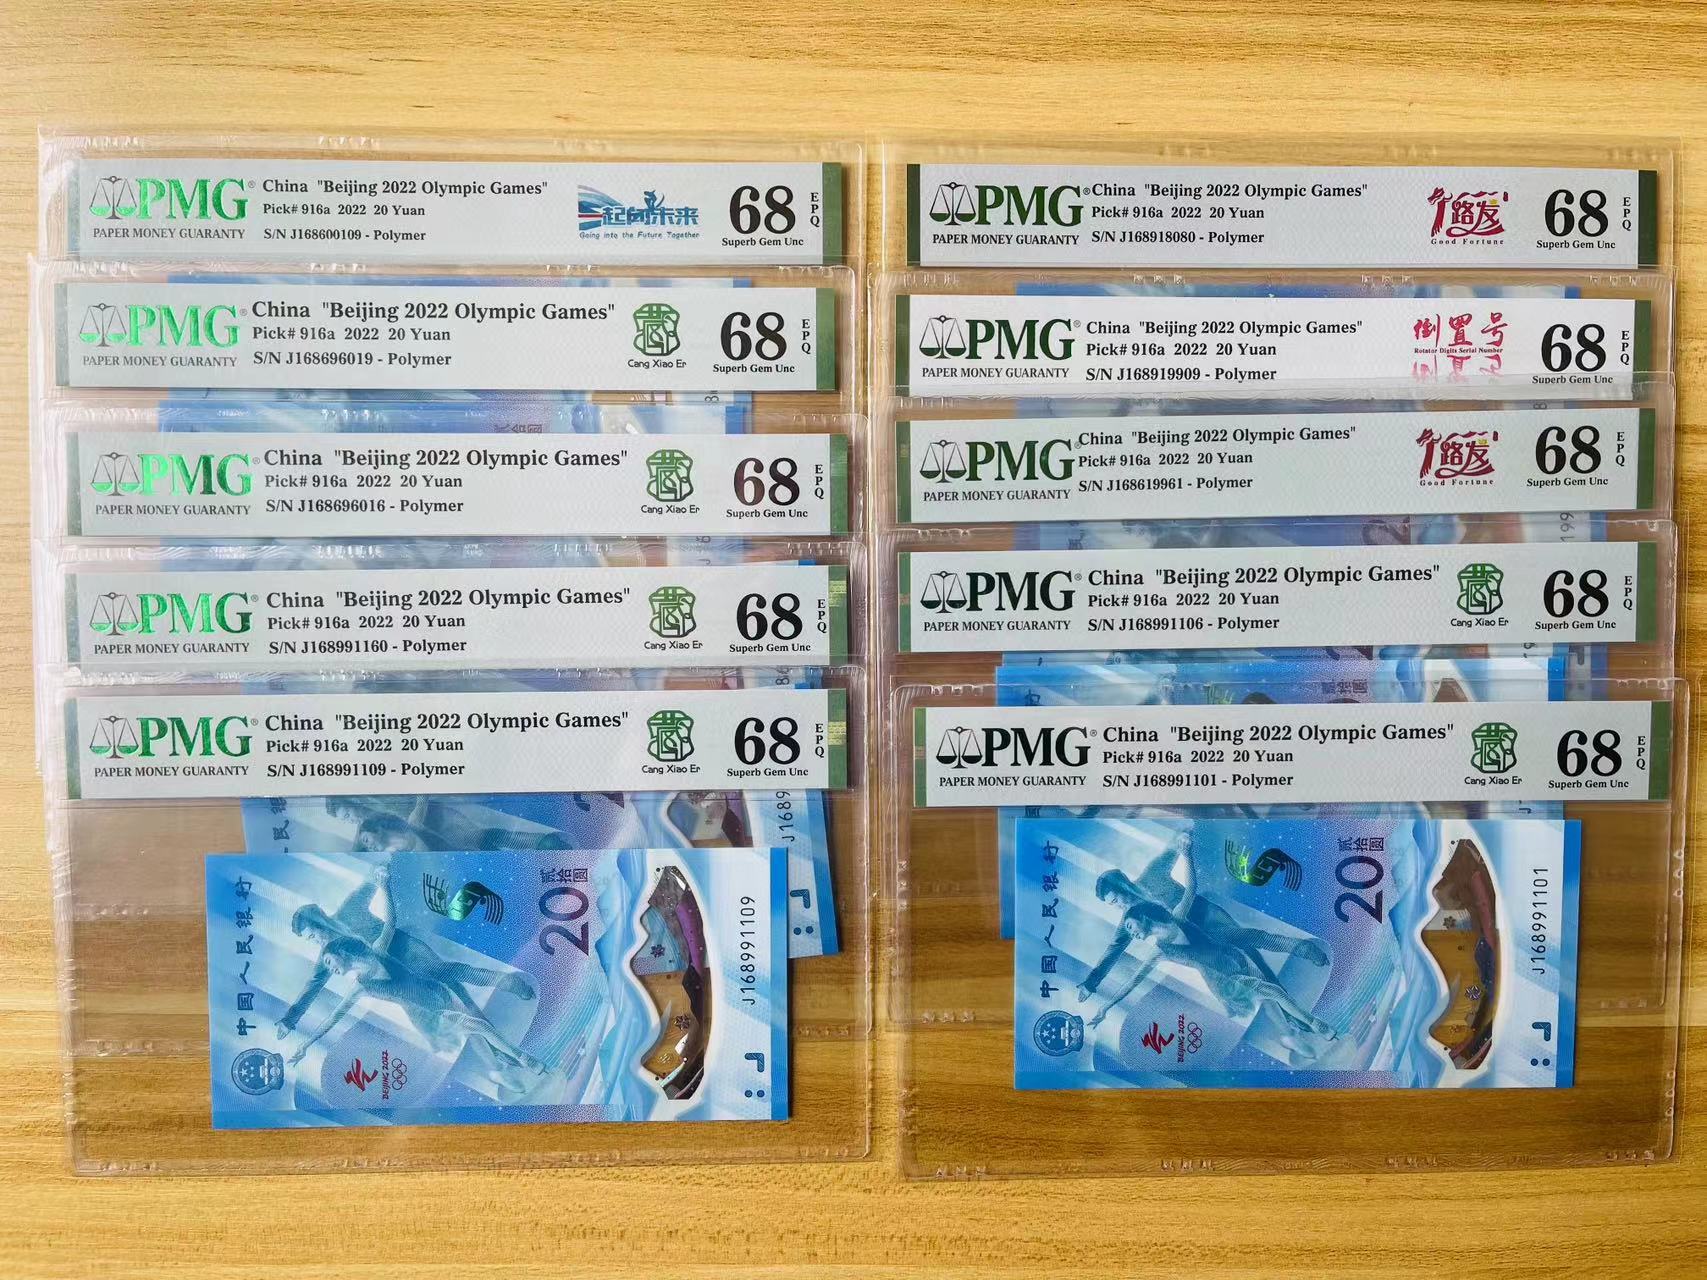 PMG®
PAPER MONEY GUARANTY
China "Beijing 2022 Olympic Games"
Pick# 916a 2022 20 Yuan
S/N J168600109 - Polymer
一起向未来
Going into the Future Together
68
EPQ
Superb Gem Unc
PMG®
PAPER MONEY GUARANTY
China "Beijing 2022 Olympic Games"
Pick# 916a 2022 20 Yuan
S/N J168696019 - Polymer
Cang Xiao Er
68
EPQ
Superb Gem Unc
PMG®
PAPER MONEY GUARANTY
China "Beijing 2022 Olympic Games"
Pick# 916a 2022 20 Yuan
S/N J168696016 - Polymer
Cang Xiao Er
68
EPQ
Superb Gem Unc
PMG®
PAPER MONEY GUARANTY
China "Beijing 2022 Olympic Games"
Pick# 916a 2022 20 Yuan
S/N J168991160 - Polymer
Cang Xiao Er
68
EPQ
Superb Gem Unc
PMG®
PAPER MONEY GUARANTY
China "Beijing 2022 Olympic Games"
Pick# 916a 2022 20 Yuan
S/N J168991109 - Polymer
Cang Xiao Er
68
EPQ
Superb Gem Unc
中国人民银行
20
贰拾圆
BEIJING 2022
J168991109
PMG®
PAPER MONEY GUARANTY
China "Beijing 2022 Olympic Games"
Pick# 916a 2022 20 Yuan
S/N J168918080 - Polymer
路发
Good Fortune
68
EPQ
Superb Gem Unc
PMG®
PAPER MONEY GUARANTY
China "Beijing 2022 Olympic Games"
Pick# 916a 2022 20 Yuan
S/N J168919909 - Polymer
倒置号
Rotator Digits Serial Number
68
EPQ
Superb Gem Unc
PMG®
PAPER MONEY GUARANTY
China "Beijing 2022 Olympic Games"
Pick# 916a 2022 20 Yuan
S/N J168619961 - Polymer
路发
Good Fortune
68
EPQ
Superb Gem Unc
PMG®
PAPER MONEY GUARANTY
China "Beijing 2022 Olympic Games"
Pick# 916a 2022 20 Yuan
S/N J168991106 - Polymer
Cang Xiao Er
68
EPQ
Superb Gem Unc
PMG®
PAPER MONEY GUARANTY
China "Beijing 2022 Olympic Games"
Pick# 916a 2022 20 Yuan
S/N J168991101 - Polymer
Cang Xiao Er
68
EPQ
Superb Gem Unc
中国人民银行
20
贰拾圆
BEIJING 2022
J168991101